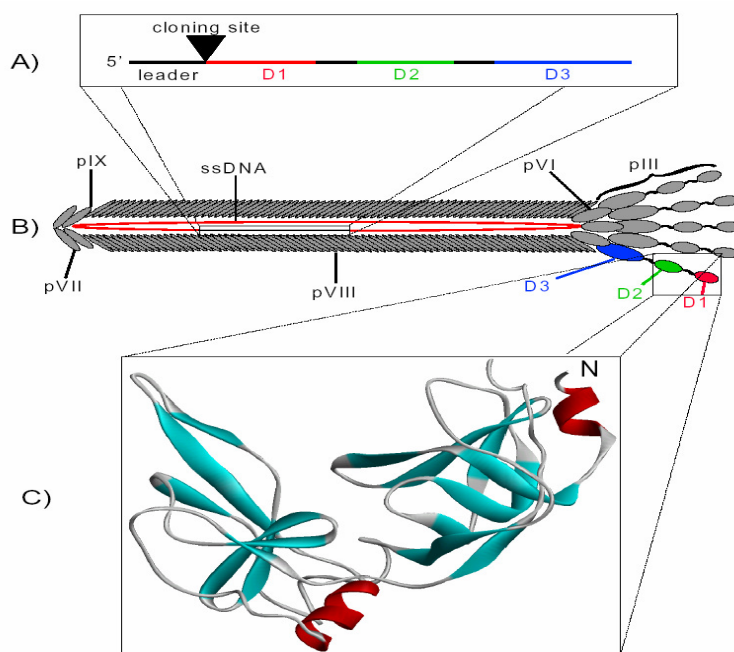 A)
cloning site
5’
leader
D1
D2
D3
B)
pIX
ssDNA
pVI
pIII
pVII
pVIII
D3
D2
D1
C)
N